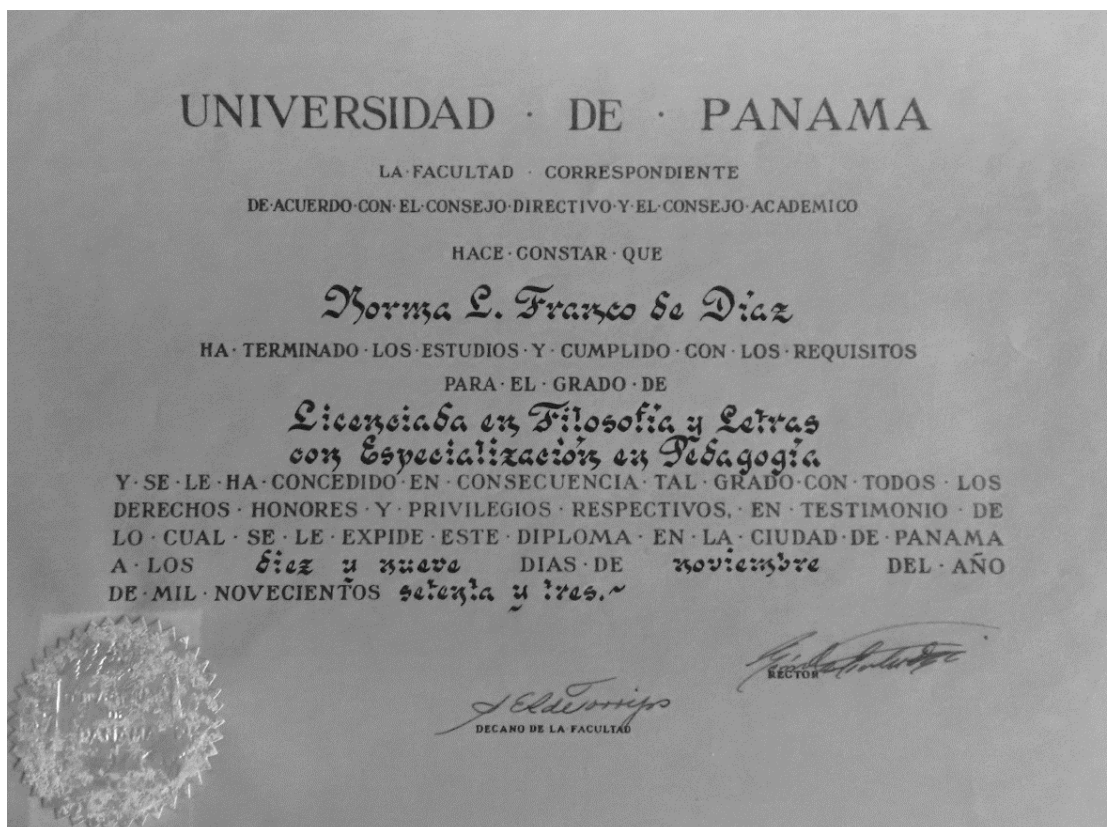 UNIVERSIDAD · DE · PANAMA
LA · FACULTAD · CORRESPONDIENTE
DE · ACUERDO · CON · EL · CONSEJO · DIRECTIVO · Y · EL · CONSEJO · ACADEMICO
HACE · CONSTAR · QUE
Norma L. Franco de Díaz
HA · TERMINADO · LOS · ESTUDIOS · Y · CUMPLIDO · CON · LOS · REQUISITOS
PARA · EL · GRADO · DE
Licenciada en Filosofía y Letras
con Especialización en Pedagogía
Y · SE · LE · HA · CONCEDIDO · EN · CONSECUENCIA · TAL · GRADO · CON · TODOS · LOS
DERECHOS · HONORES · Y · PRIVILEGIOS · RESPECTIVOS, · EN · TESTIMONIO · DE
LO · CUAL · SE · LE · EXPIDE · ESTE · DIPLOMA · EN · LA · CIUDAD · DE · PANAMA
A · LOS diez y nueve DIAS · DE noviembre DEL · AÑO
DE · MIL · NOVECIENTOS setenta y tres.~
RECTOR
DECANO DE LA FACULTAD
PANAMA